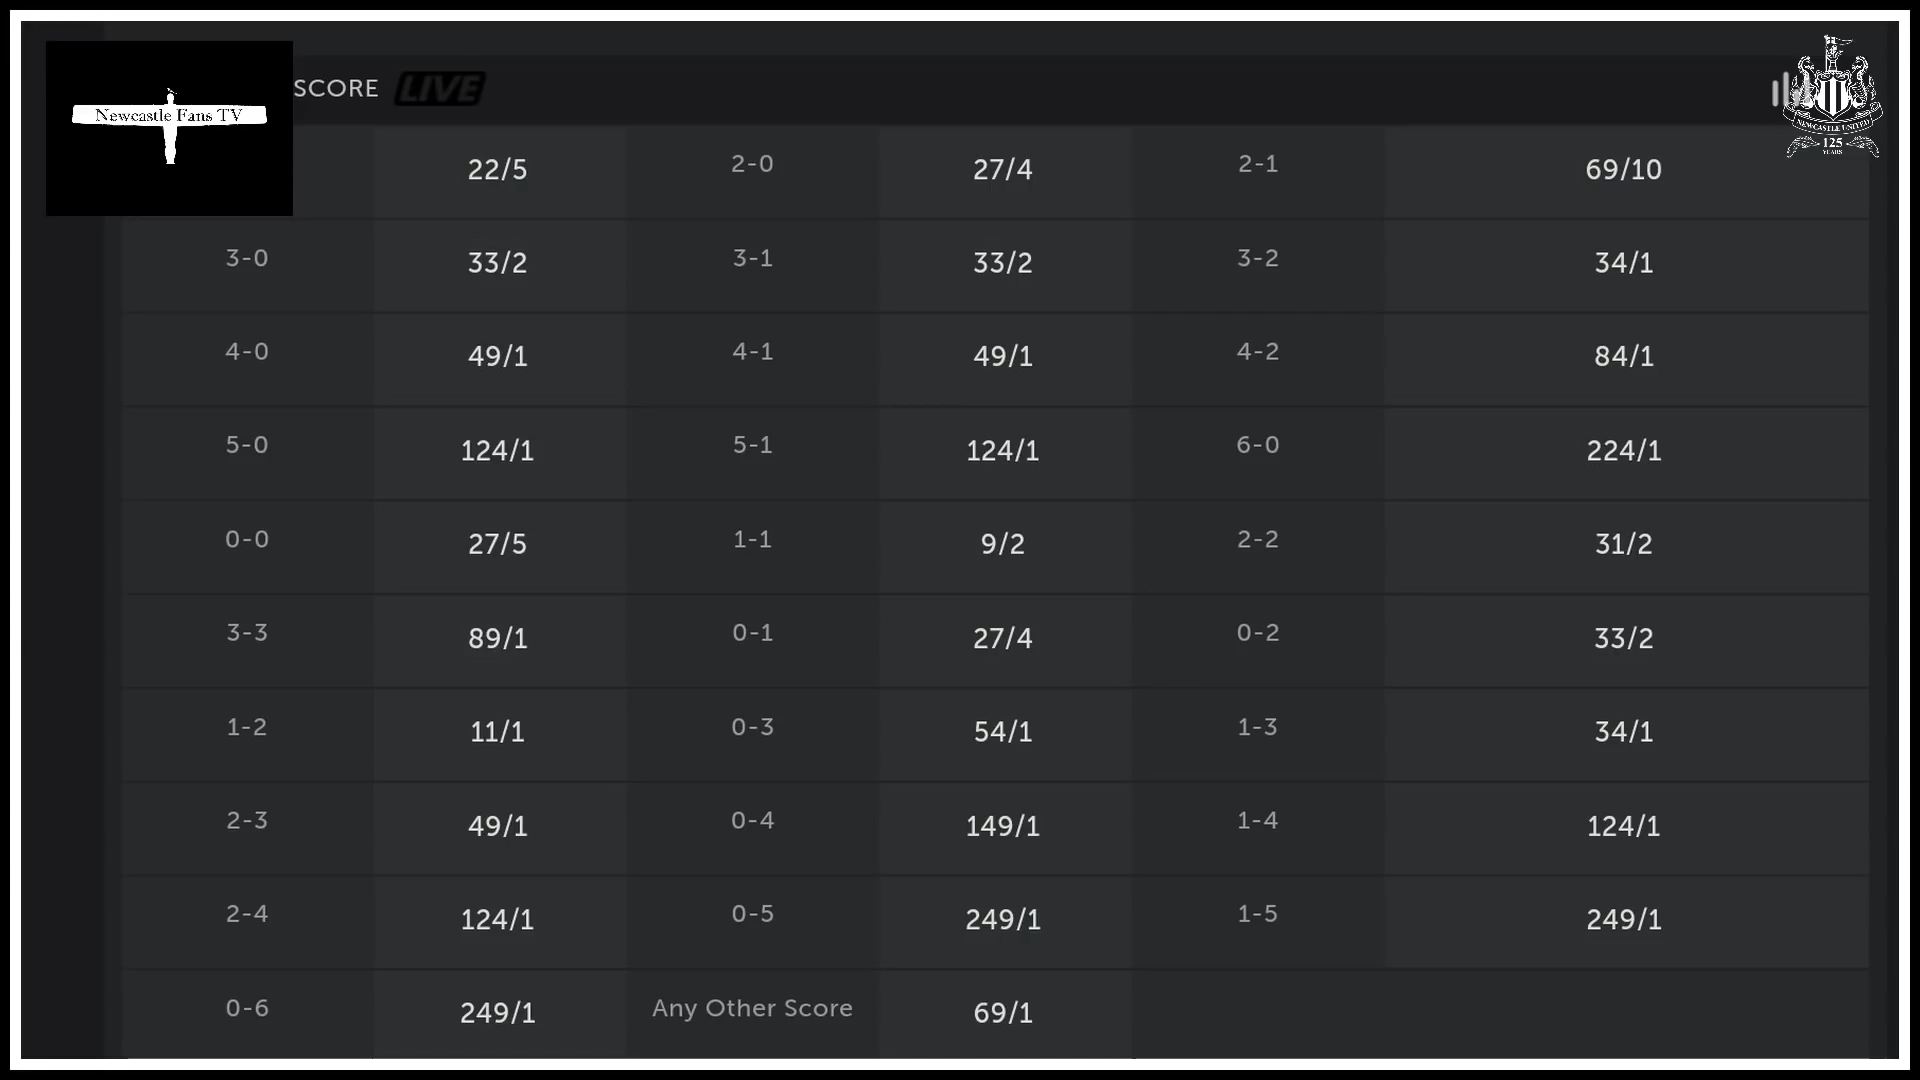 Newcastle Fans TV
SCORE LIVE
NEWCASTLE UNITED
125
YEARS
22/5 2-0 27/4 2-1 69/10
3-0 33/2 3-1 33/2 3-2 34/1
4-0 49/1 4-1 49/1 4-2 84/1
5-0 124/1 5-1 124/1 6-0 224/1
0-0 27/5 1-1 9/2 2-2 31/2
3-3 89/1 0-1 27/4 0-2 33/2
1-2 11/1 0-3 54/1 1-3 34/1
2-3 49/1 0-4 149/1 1-4 124/1
2-4 124/1 0-5 249/1 1-5 249/1
0-6 249/1 Any Other Score 69/1